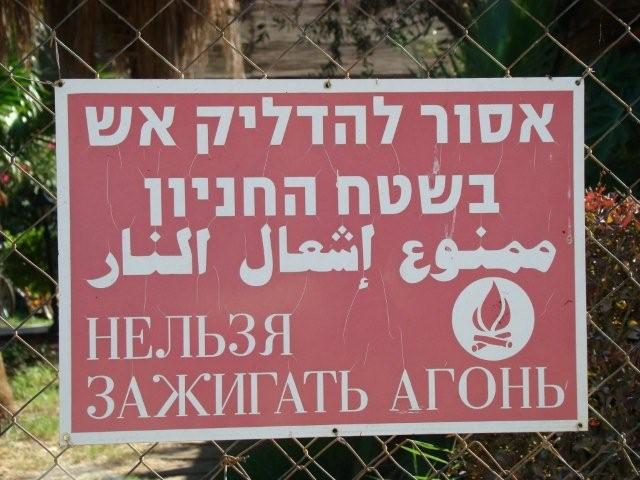 אסור להדליק אש
בשטח החניון
ممنوع إشعال النار
НЕЛЬЗЯ
ЗАЖИГАТЬ АГОНЬ